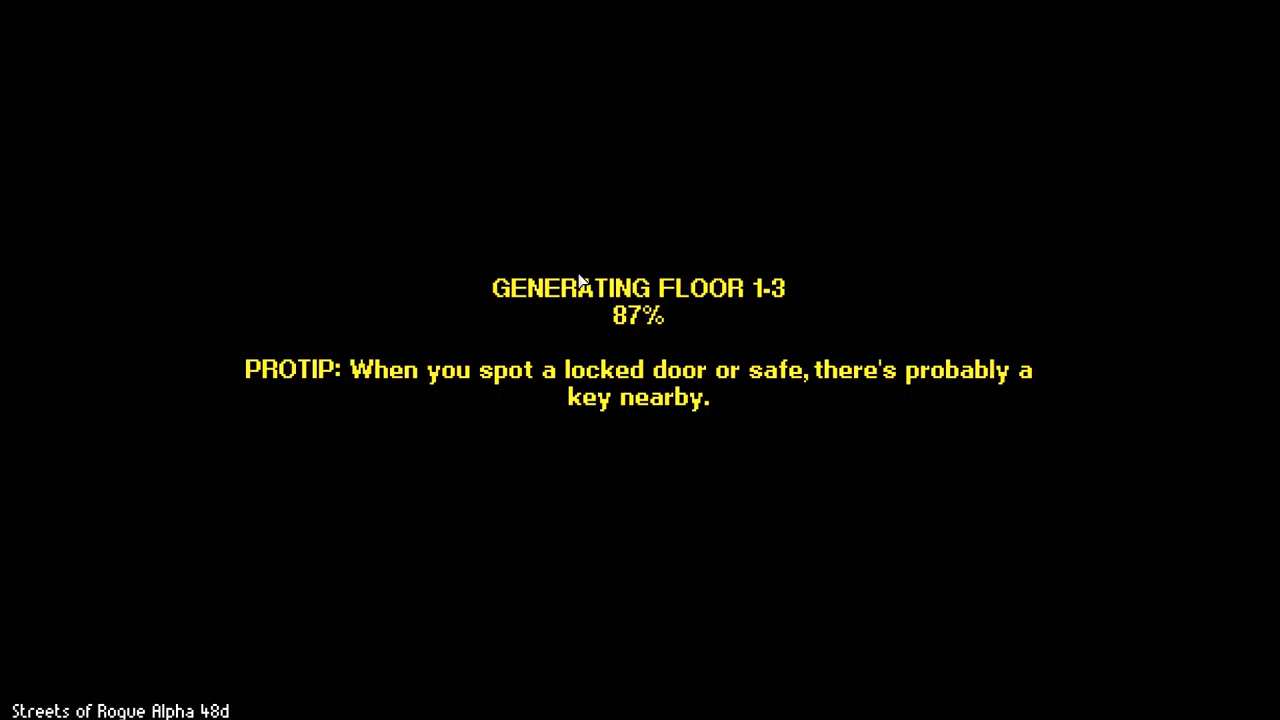 GENERATING FLOOR 1-3
87%
PROTIP: When you spot a locked door or safe, there's probably a
key nearby.
Streets of Rogue Alpha 48d